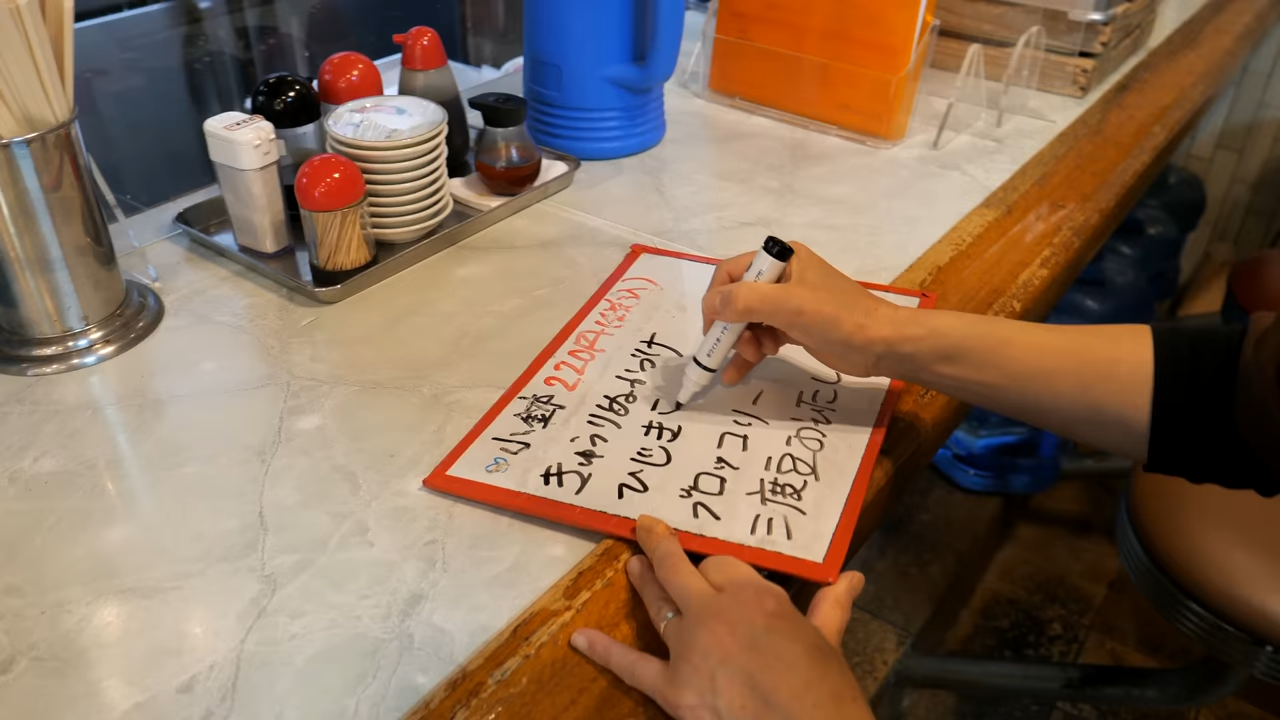 小鉢 220円(税込)
きゅうりぬかづけ
ひじきこ
ブロッコリー
三度豆のおひたし